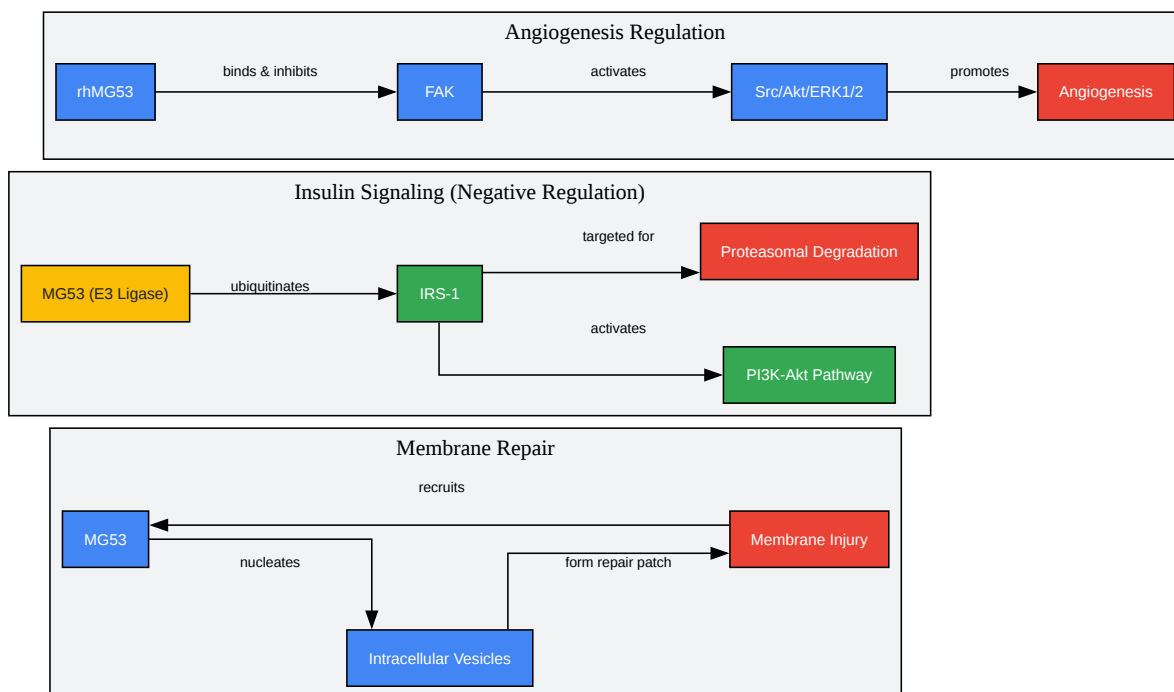 Angiogenesis Regulation
rhMG53
binds & inhibits
FAK
activates
Src/Akt/ERK1/2
promotes
Angiogenesis
Insulin Signaling (Negative Regulation)
MG53 (E3 Ligase)
ubiquitinates
IRS-1
targeted for
Proteasomal Degradation
activates
PI3K-Akt Pathway
Membrane Repair
recruits
MG53
nucleates
Intracellular Vesicles
form repair patch
Membrane Injury